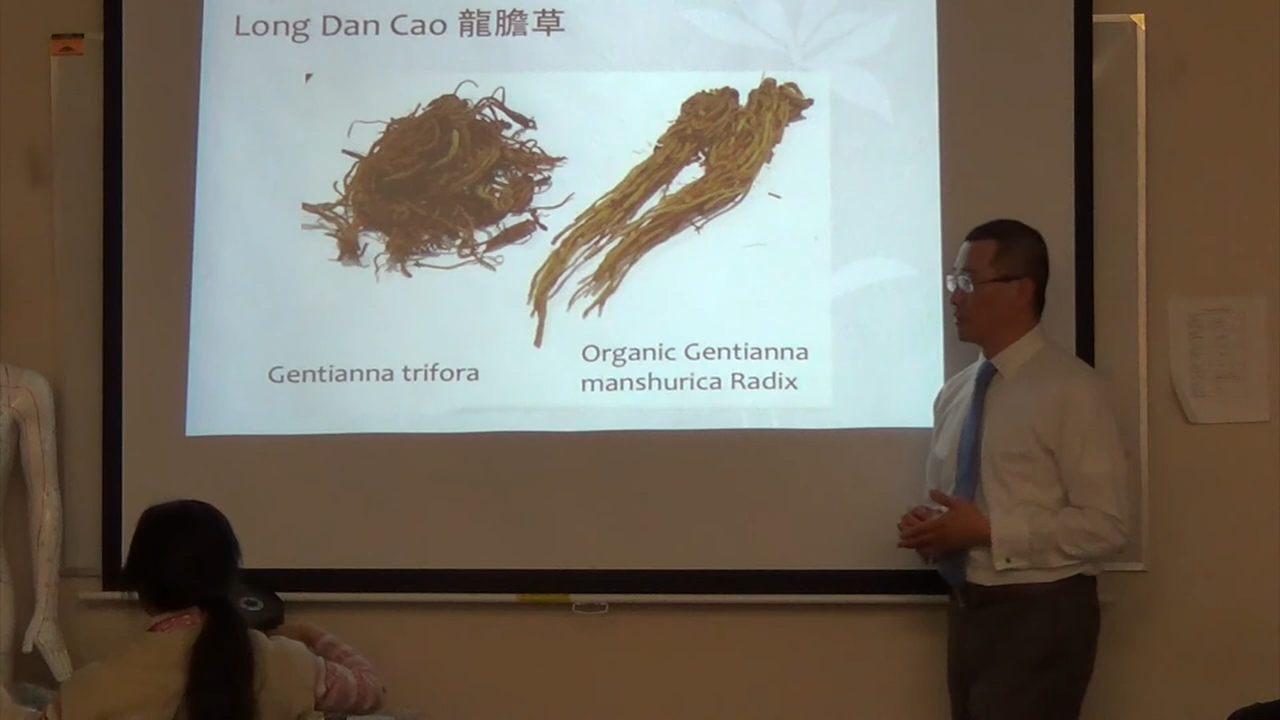 Long Dan Cao 龍膽草
Gentianna trifora
Organic Gentianna
manshurica Radix